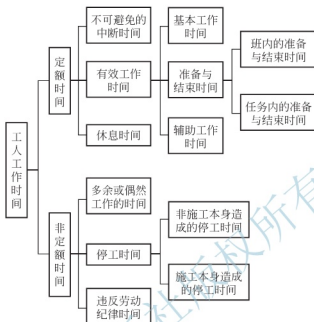 工人工作时间
定额时间
不可避免的
中断时间
有效工作
时间
休息时间
基本工作
时间
准备与
结束时间
辅助工作
时间
班内的准备
与结束时间
任务内的准备
与结束时间
非定额时间
多余或偶然
工作的时间
停工时间
违反劳动
纪律时间
非施工本身造
成的停工时间
施工本身造成
的停工时间
社版权所有